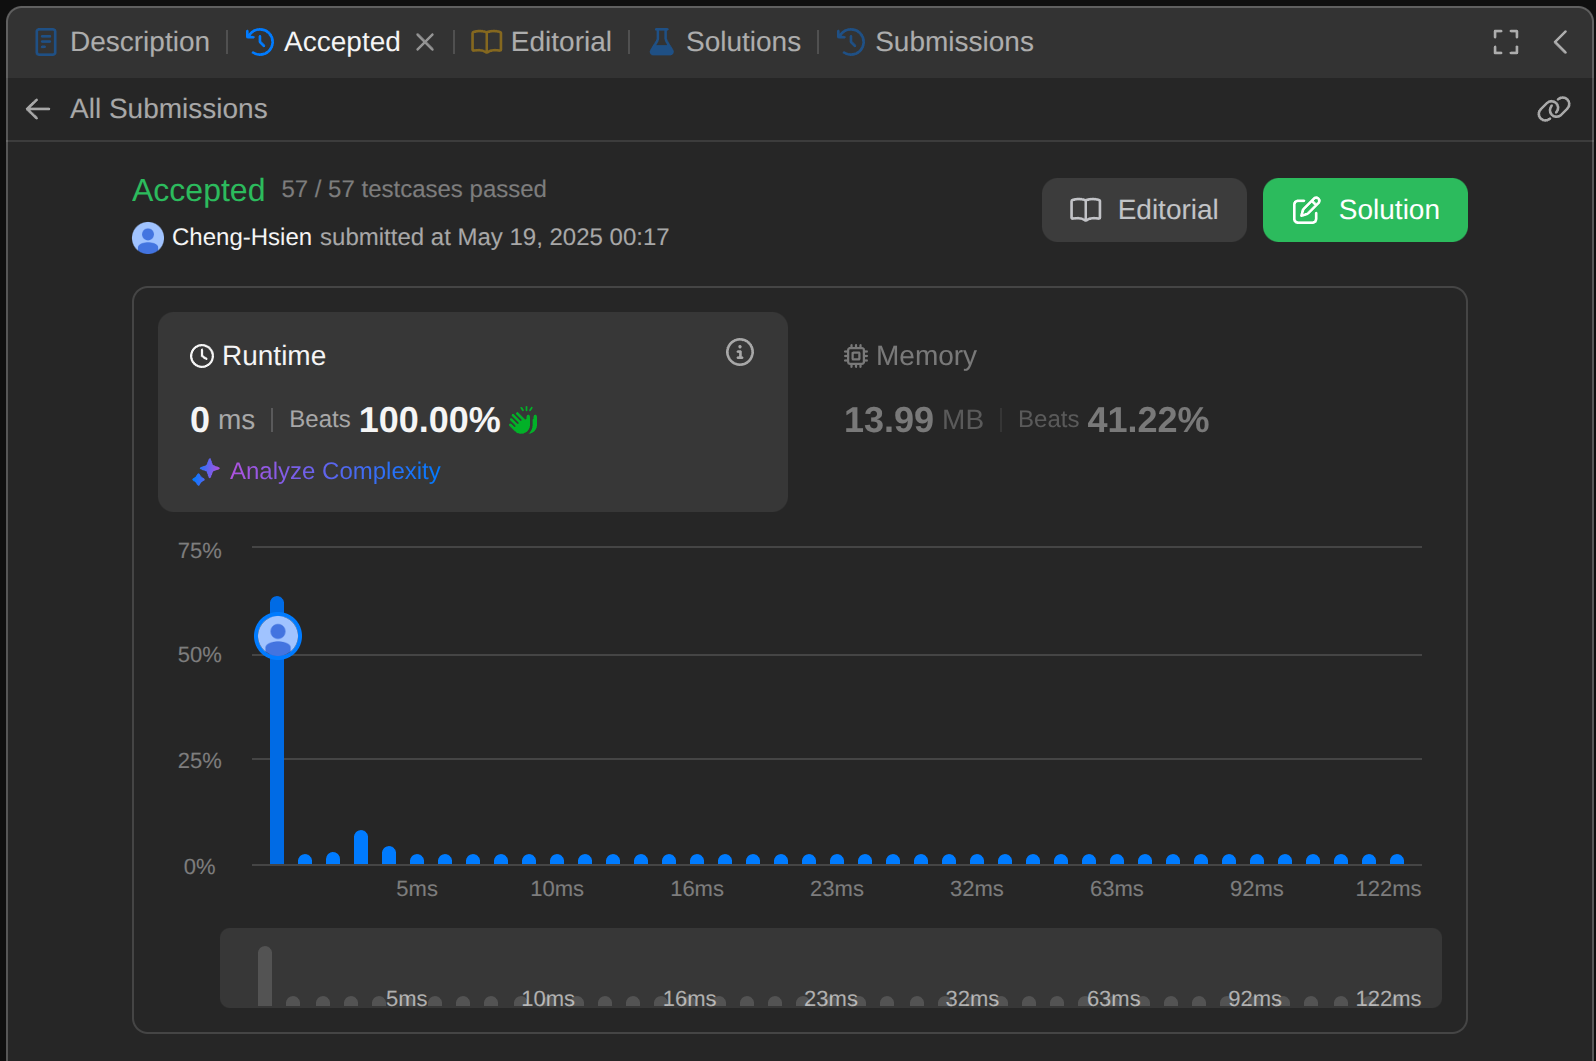 Description | Accepted | Editorial | Solutions | Submissions
All Submissions
Accepted 57 / 57 testcases passed
Editorial
Solution
Cheng-Hsien submitted at May 19, 2025 00:17
Runtime
0 ms | Beats 100.00%
Analyze Complexity
Memory
13.99 MB | Beats 41.22%
75%
50%
25%
0%
5ms 10ms 16ms 23ms 32ms 63ms 92ms 122ms
5ms 10ms 16ms 23ms 32ms 63ms 92ms 122ms